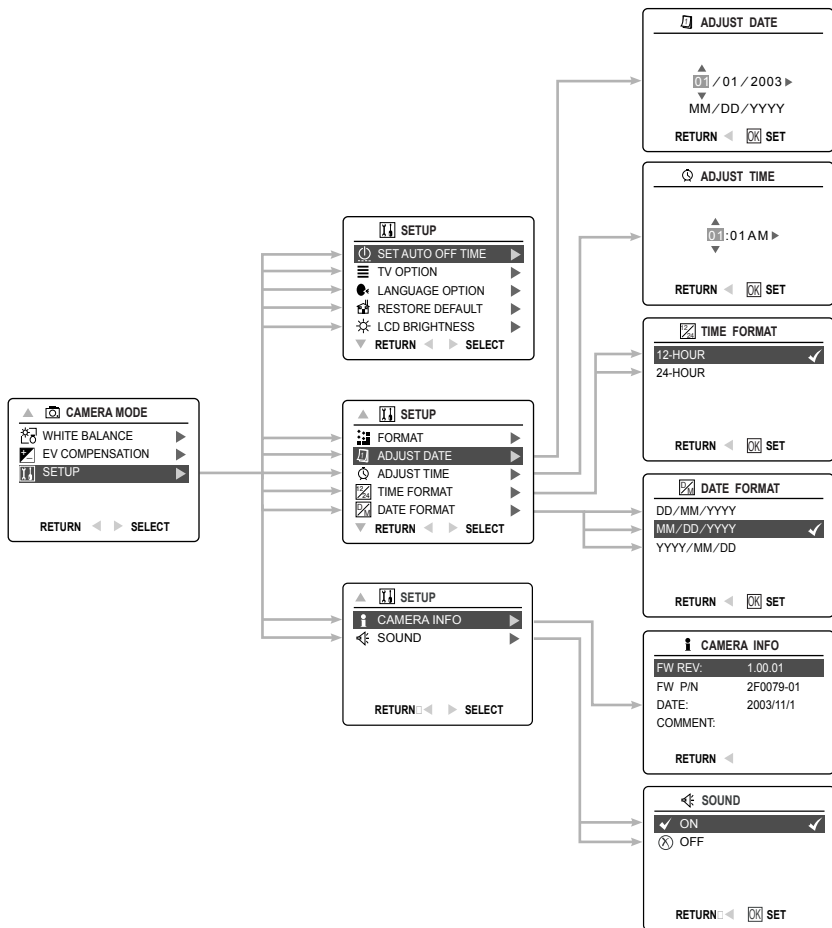 CAMERA MODE
WHITE BALANCE
EV COMPENSATION
SETUP
RETURN SELECT
SETUP
SET AUTO OFF TIME
TV OPTION
LANGUAGE OPTION
RESTORE DEFAULT
LCD BRIGHTNESS
RETURN SELECT
SETUP
FORMAT
ADJUST DATE
ADJUST TIME
12/24 TIME FORMAT
D/M DATE FORMAT
RETURN SELECT
SETUP
CAMERA INFO
SOUND
RETURN SELECT
ADJUST DATE
01/01/2003
MM/DD/YYYY
RETURN OK SET
ADJUST TIME
01:01AM
RETURN OK SET
12/24 TIME FORMAT
12-HOUR
24-HOUR
RETURN OK SET
D/M DATE FORMAT
DD/MM/YYYY
MM/DD/YYYY
YYYY/MM/DD
RETURN OK SET
CAMERA INFO
FW REV: 1.00.01
FW P/N 2F0079-01
DATE: 2003/11/1
COMMENT:
RETURN
SOUND
ON
OFF
RETURN OK SET